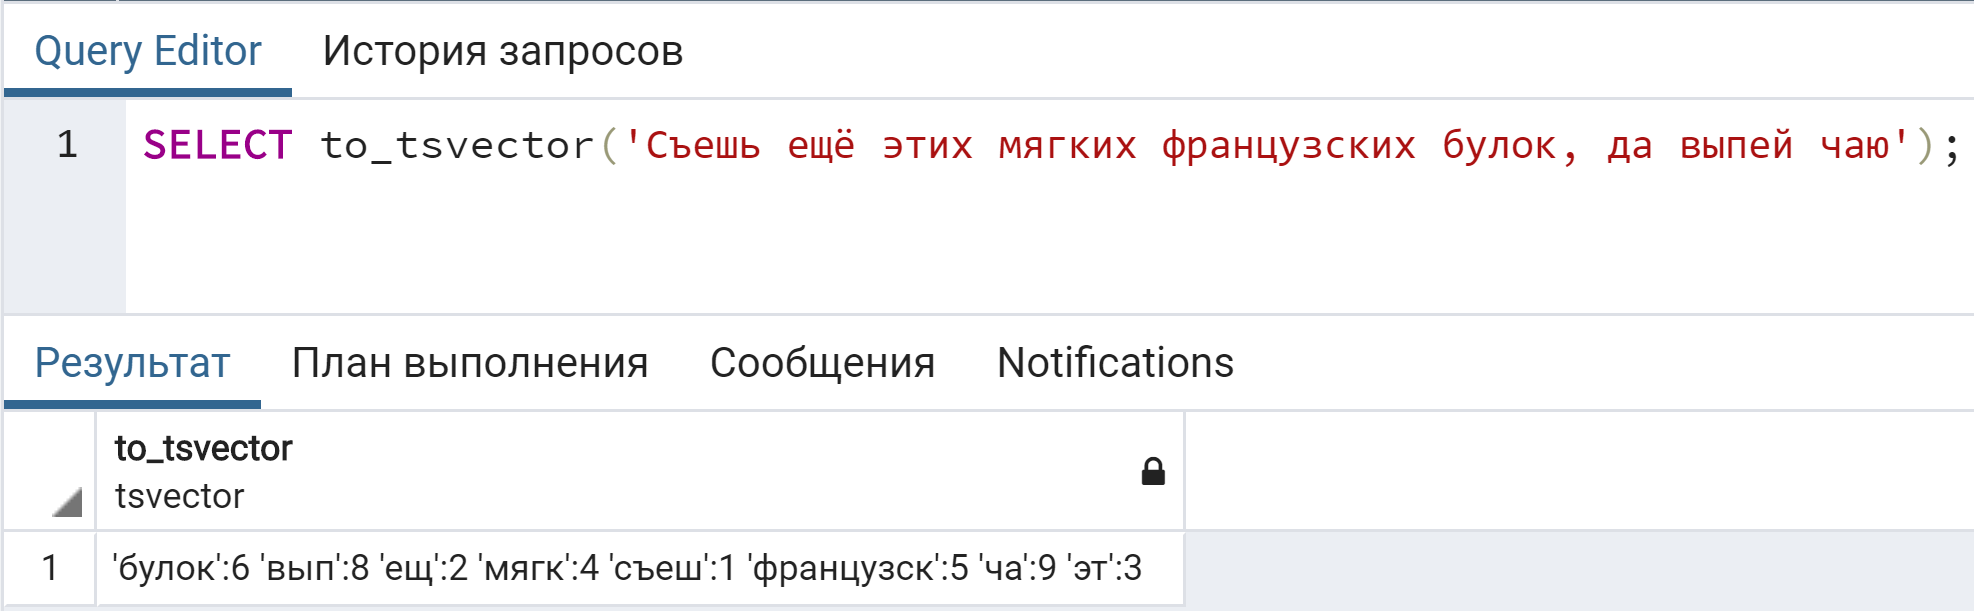 Query Editor История запросов
1 SELECT to_tsvector('Съешь ещё этих мягких французских булок, да выпей чаю');
Результат План выполнения Сообщения Notifications
to_tsvector
tsvector
1 'булок':6 'вып':8 'ещ':2 'мягк':4 'съеш':1 'французск':5 'ча':9 'эт':3